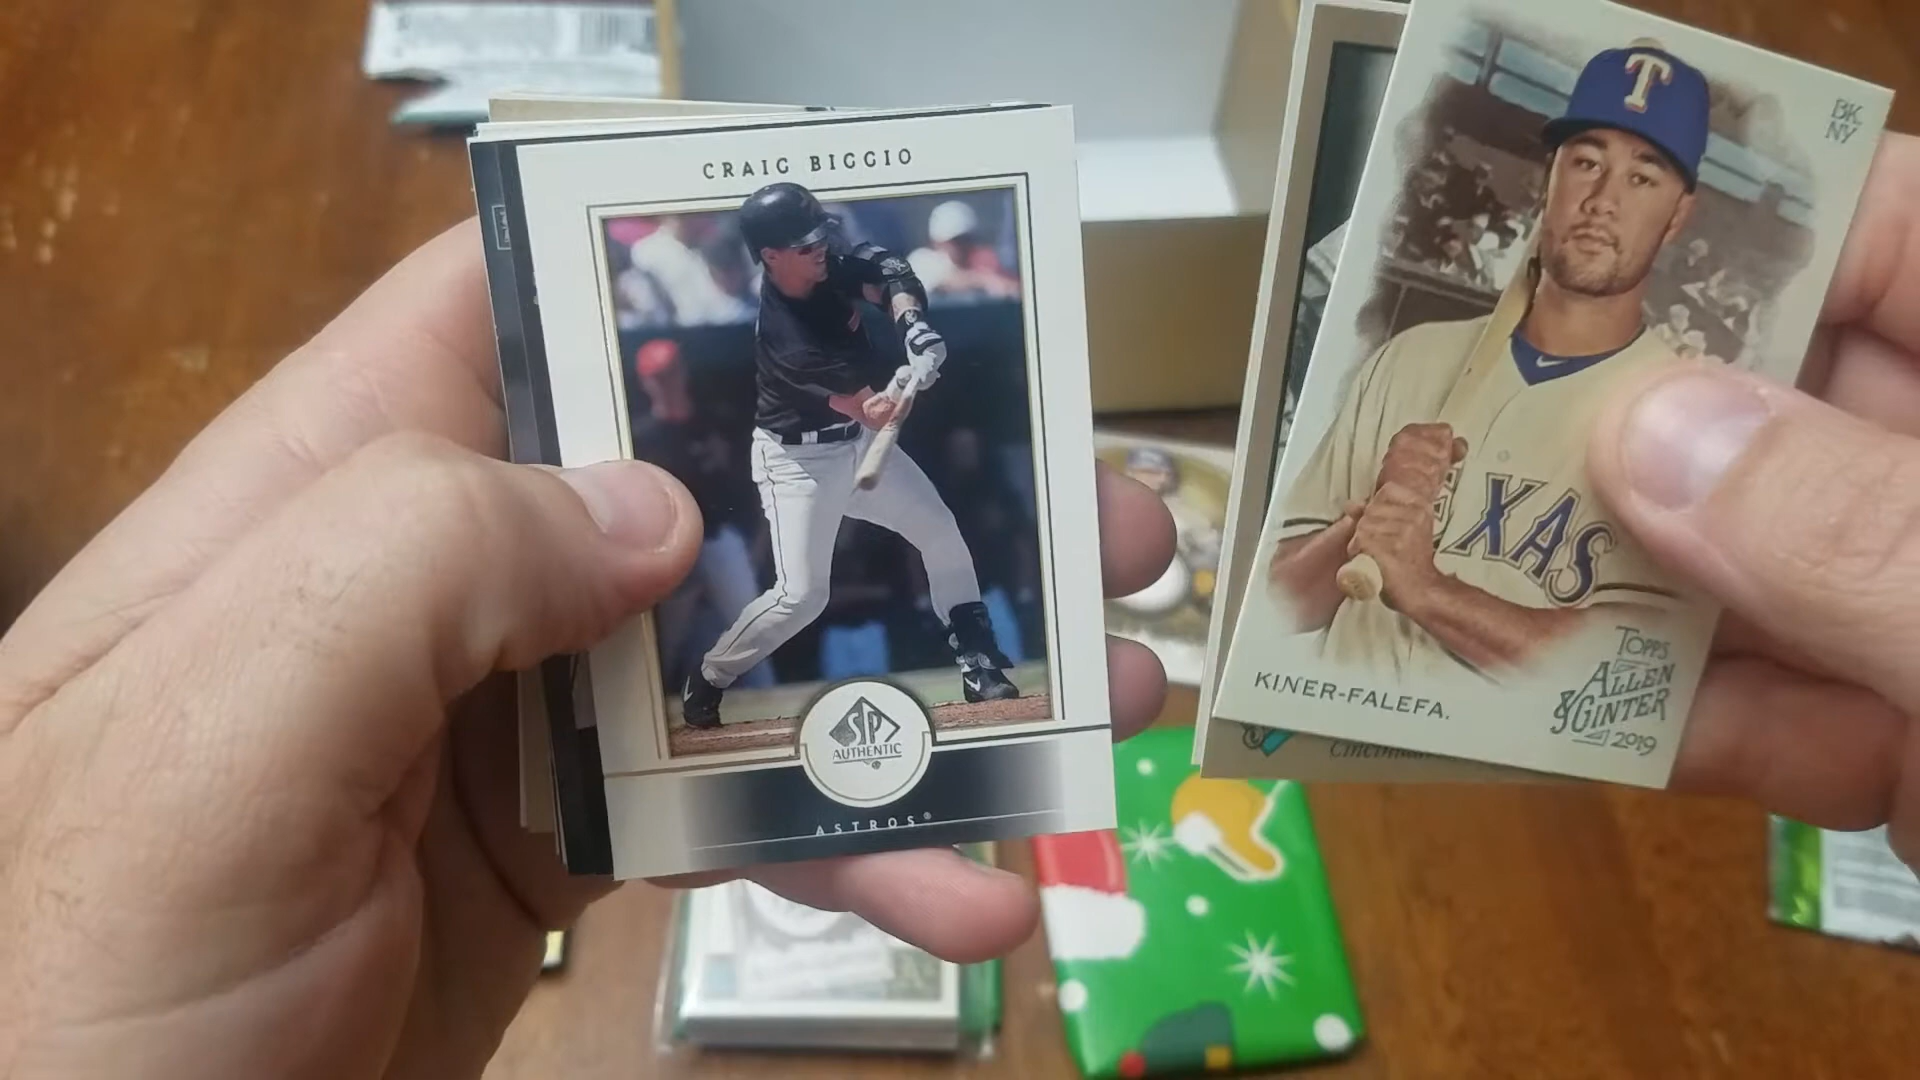 CRAIG BIGGIO
SP
AUTHENTIC
ASTROS®
T
BK
NY
EXAS
KINER-FALEFA.
TOPPS
ALLEN
& GINTER
2019